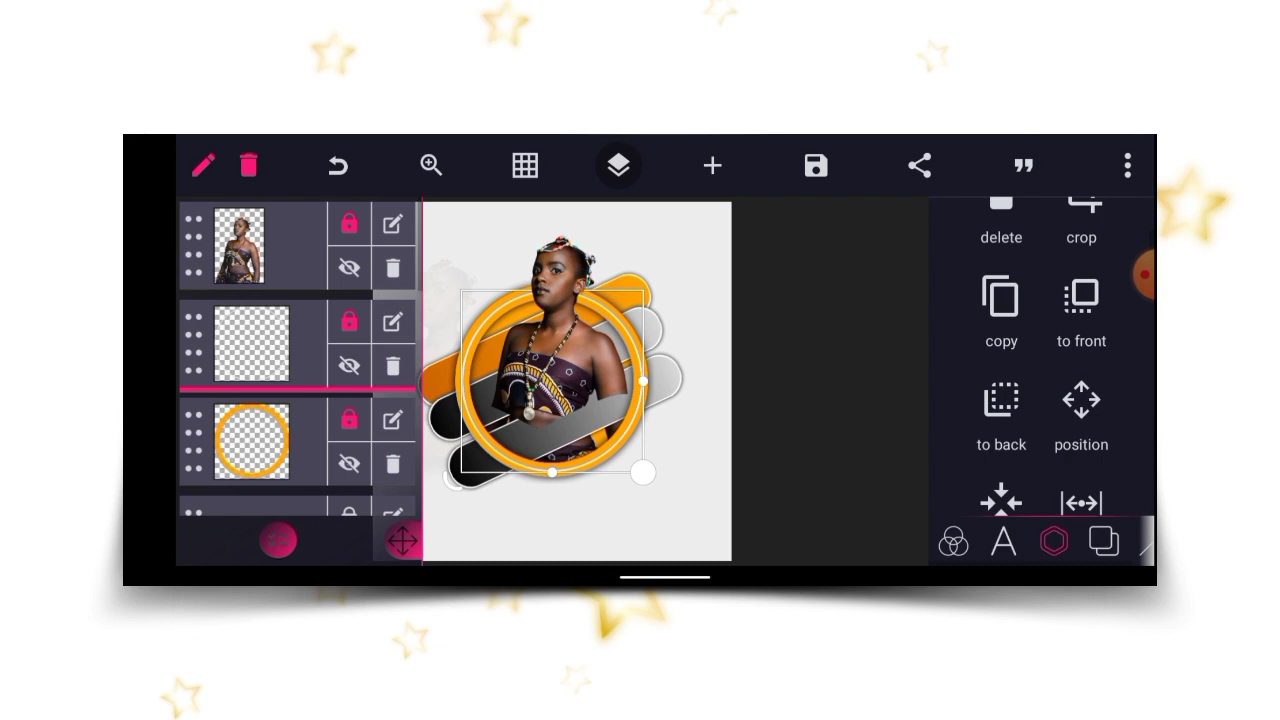 delete
crop
copy
to front
to back
position